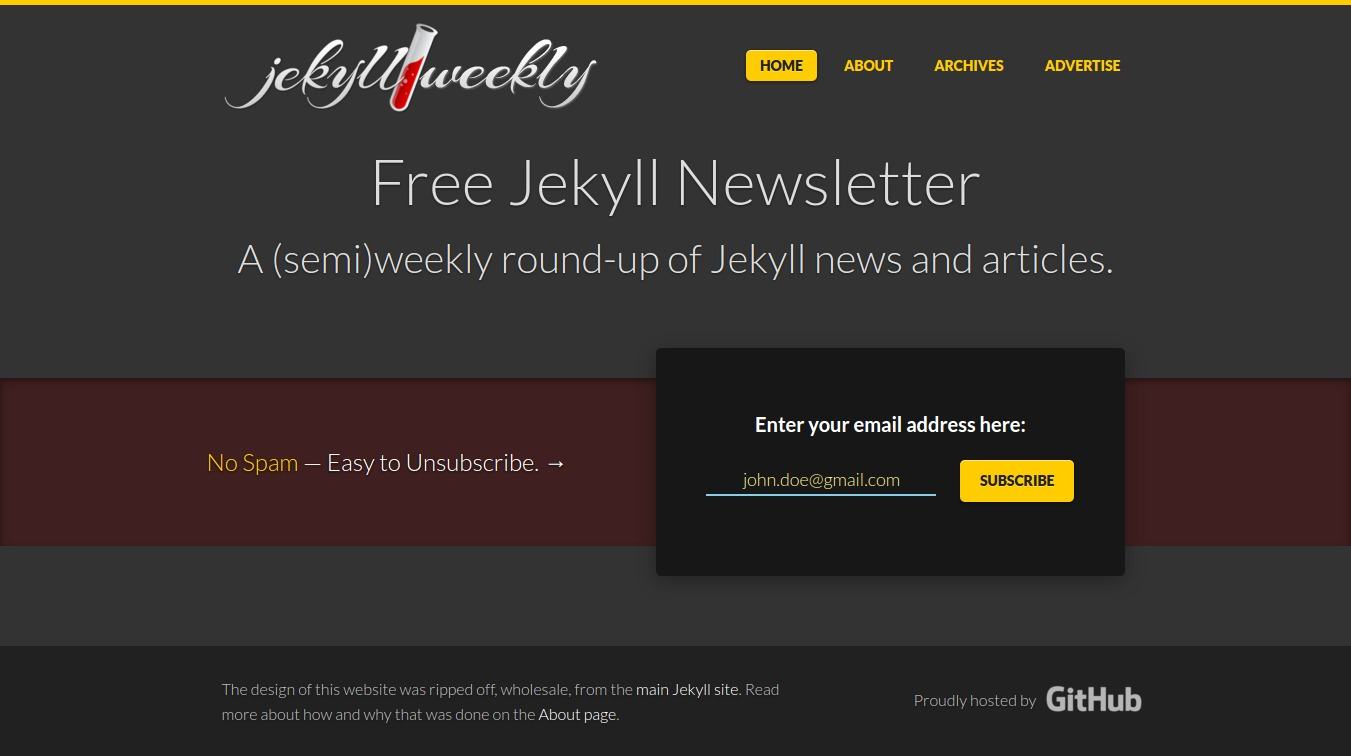 jekyll weekly
HOME ABOUT ARCHIVES ADVERTISE
Free Jekyll Newsletter
A (semi)weekly round-up of Jekyll news and articles.
No Spam — Easy to Unsubscribe. →
Enter your email address here:
john.doe@gmail.com SUBSCRIBE
The design of this website was ripped off, wholesale, from the main Jekyll site. Read
more about how and why that was done on the About page.
Proudly hosted by GitHub